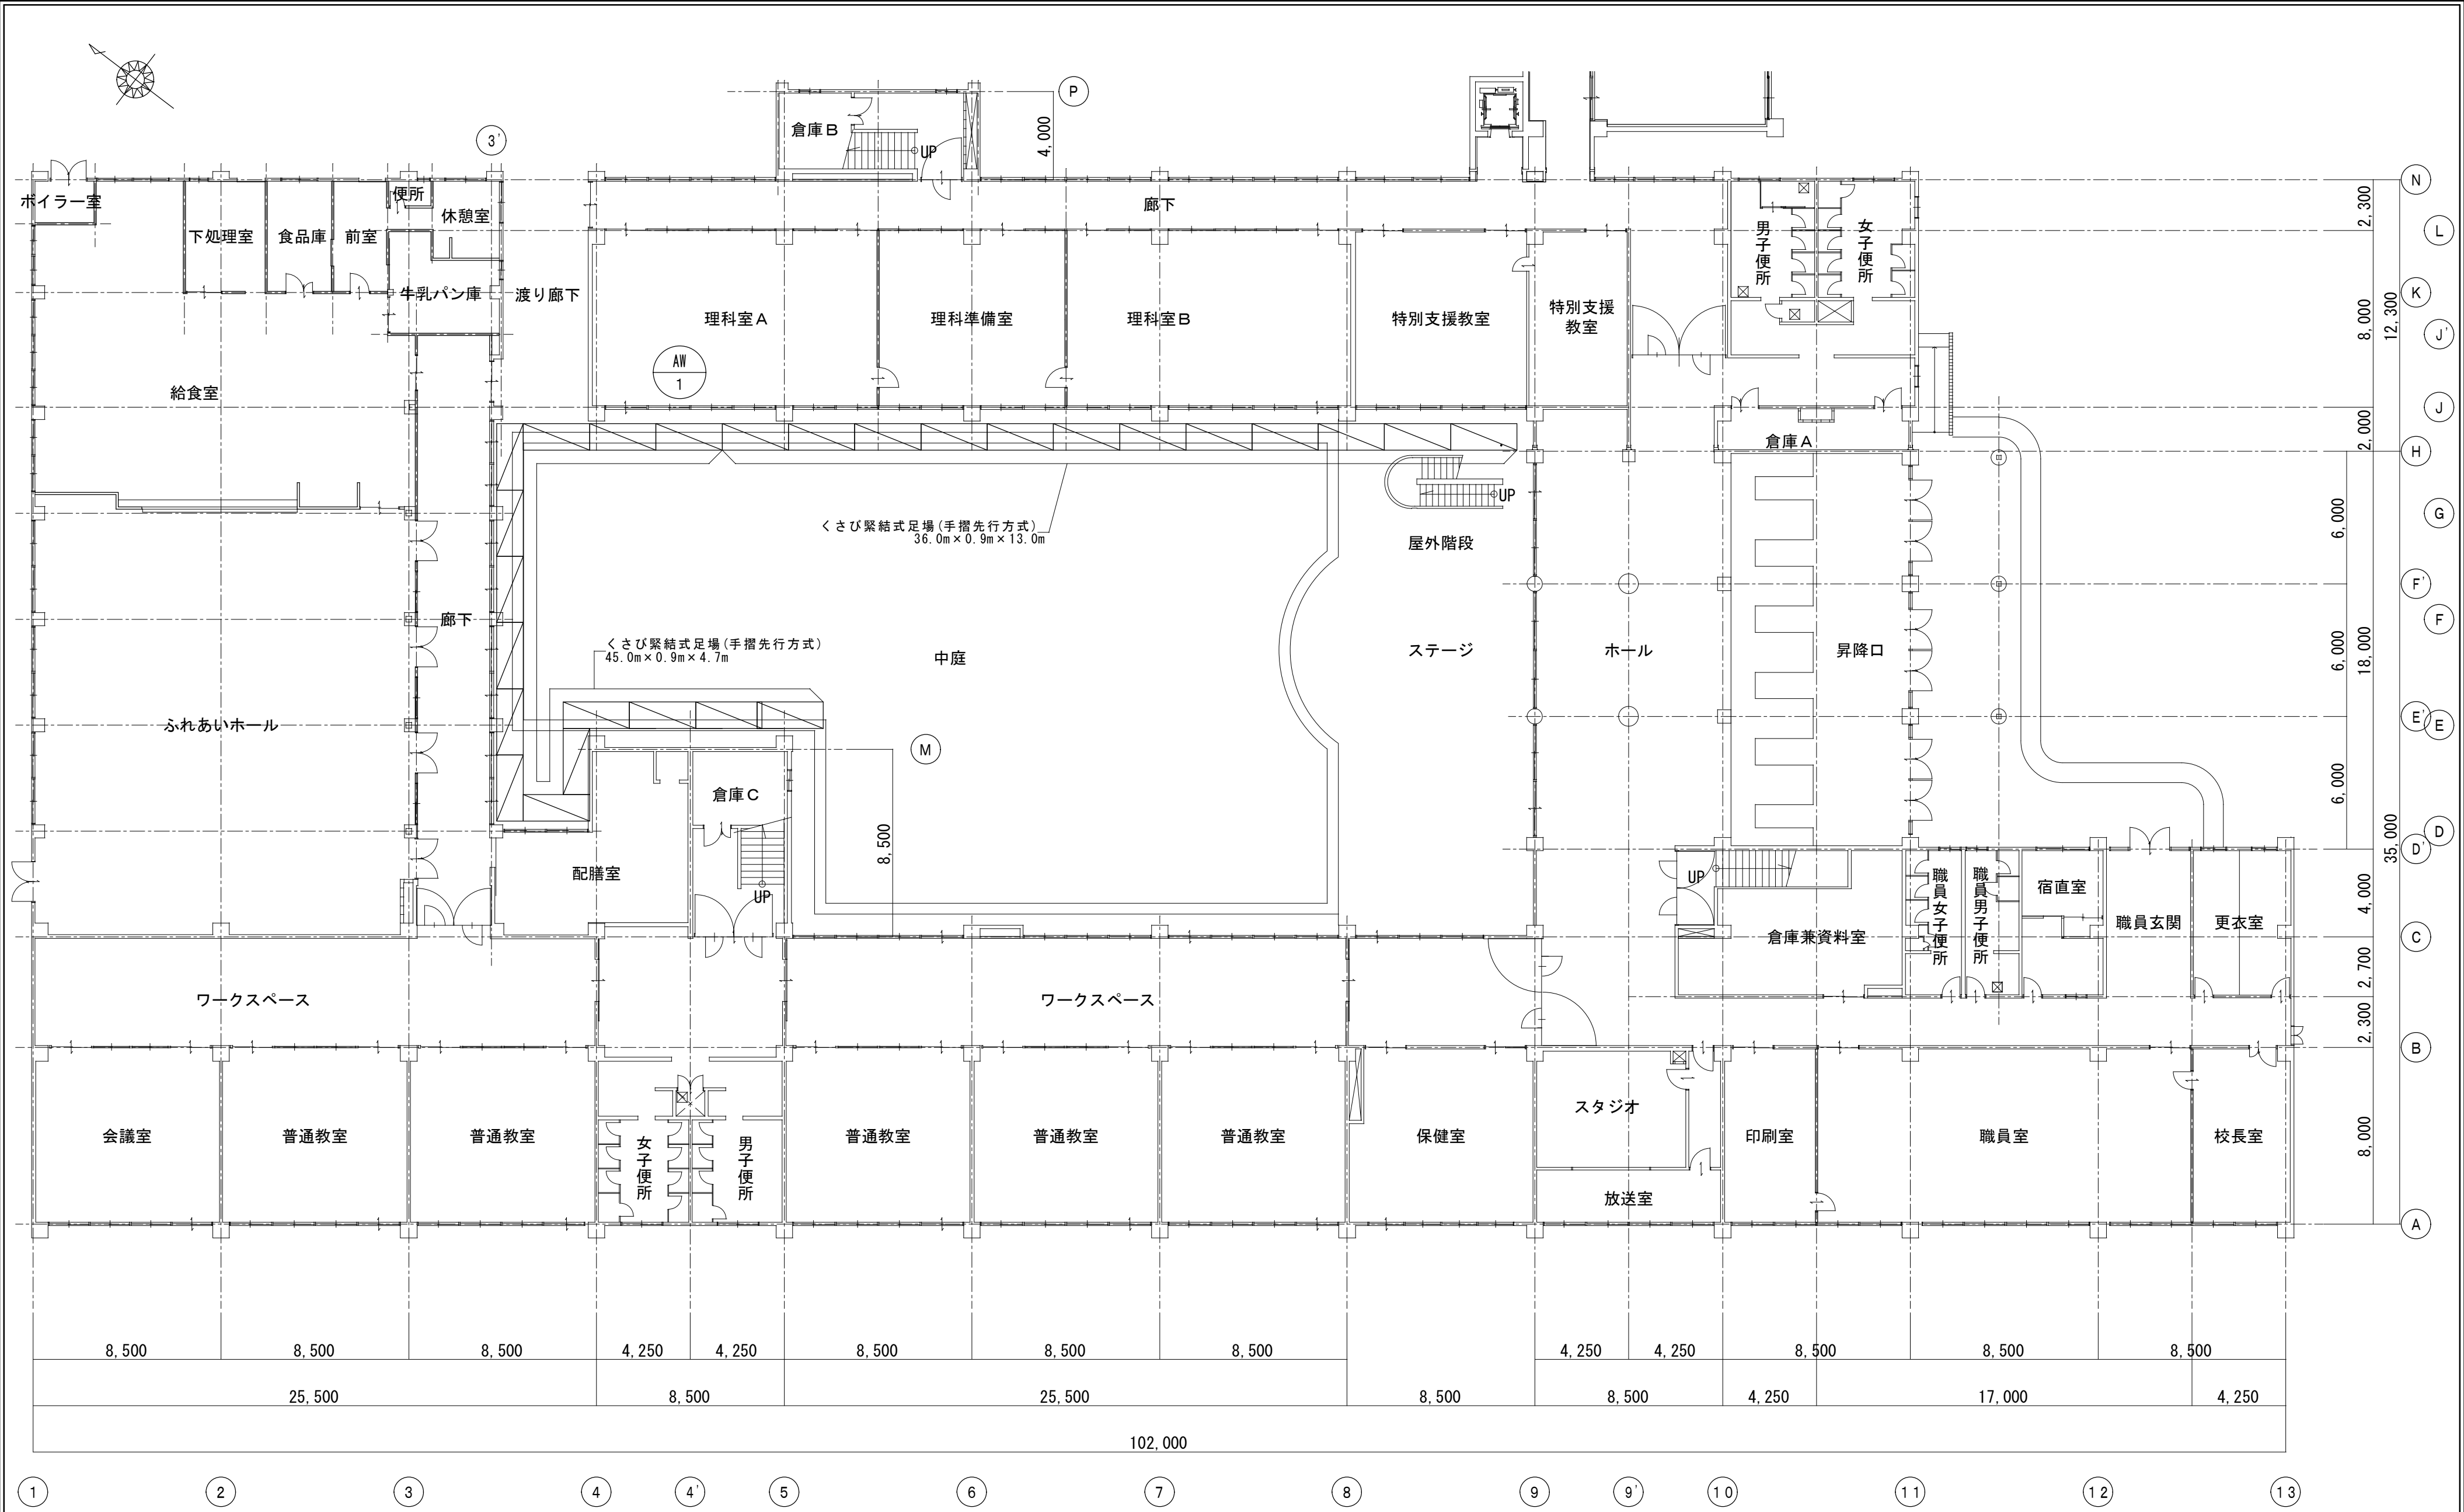 P
倉庫B
UP
4,000
3'
N
ボイラー室
便所
休憩室
廊下
2,300
下処理室
食品庫
前室
男子便所
女子便所
L
牛乳パン庫
渡り廊下
K
理科室A
理科準備室
理科室B
特別支援教室
特別支援
教室
8,000
12,300
J'
AW
1
給食室
J
倉庫A
2,000
H
UP
くさび緊結式足場(手摺先行方式)
36.0m×0.9m×13.0m
6,000
G
屋外階段
F'
廊下
F
くさび緊結式足場(手摺先行方式)
45.0m×0.9m×4.7m
中庭
ステージ
ホール
昇降口
6,000
18,000
ふれあいホール
E'
E
M
倉庫C
6,000
8,500
D
D'
35,000
配膳室
UP
UP
職員女子便所
職員男子便所
宿直室
4,000
職員玄関
更衣室
倉庫兼資料室
C
2,700
ワークスペース
ワークスペース
2,300
B
スタジオ
会議室
普通教室
普通教室
女子便所
男子便所
普通教室
普通教室
普通教室
保健室
印刷室
職員室
校長室
8,000
放送室
A
8,500
8,500
8,500
4,250
4,250
8,500
8,500
8,500
4,250
4,250
8,500
8,500
8,500
25,500
8,500
25,500
8,500
8,500
4,250
17,000
4,250
102,000
1
2
3
4
4'
5
6
7
8
9
9'
10
11
12
13